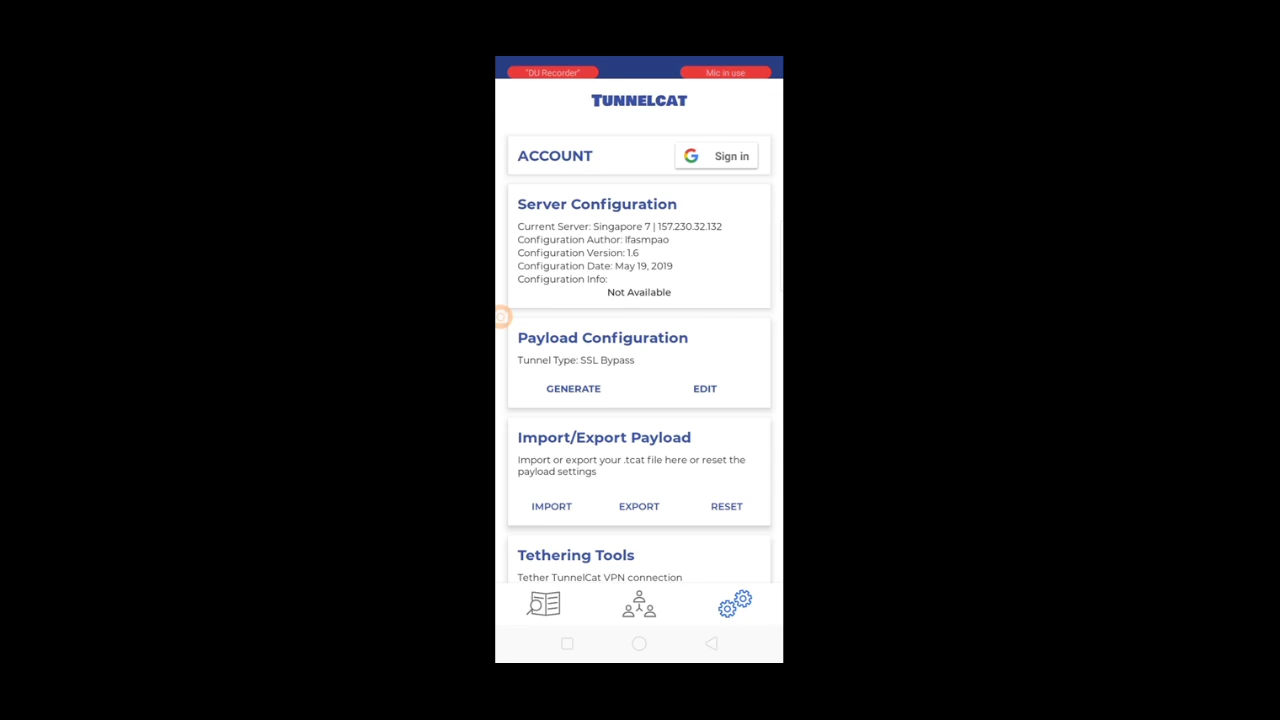 "DU Recorder"
Mic in use
TUNNELCAT
ACCOUNT
Sign in
Server Configuration
Current Server: Singapore 7 | 157.230.32.132
Configuration Author: lfasmpao
Configuration Version: 1.6
Configuration Date: May 19, 2019
Configuration Info:
Not Available
Payload Configuration
Tunnel Type: SSL Bypass
GENERATE
EDIT
Import/Export Payload
Import or export your .tcat file here or reset the
payload settings
IMPORT
EXPORT
RESET
Tethering Tools
Tether TunnelCat VPN connection